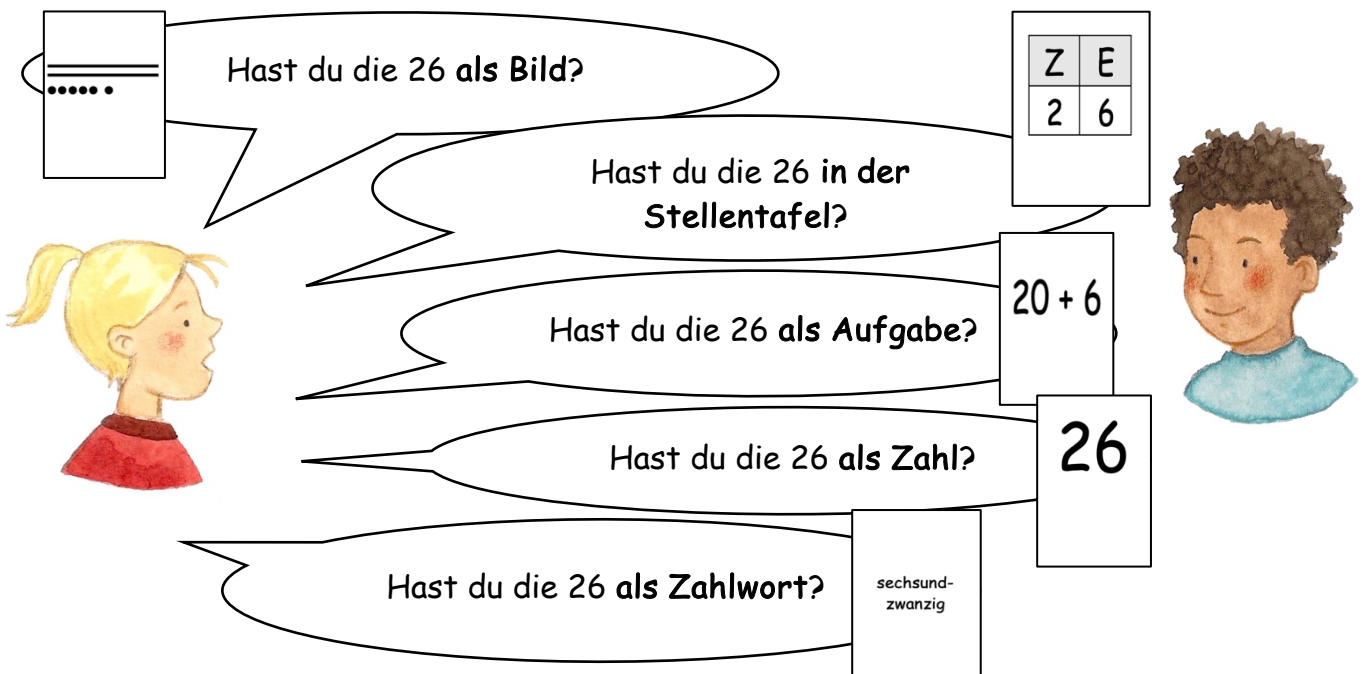 Hast du die 26 als Bild?
Z E
2 6
Hast du die 26 in der
Stellentafel?
20 + 6
Hast du die 26 als Aufgabe?
26
Hast du die 26 als Zahl?
Hast du die 26 als Zahlwort?
sechsund-
zwanzig